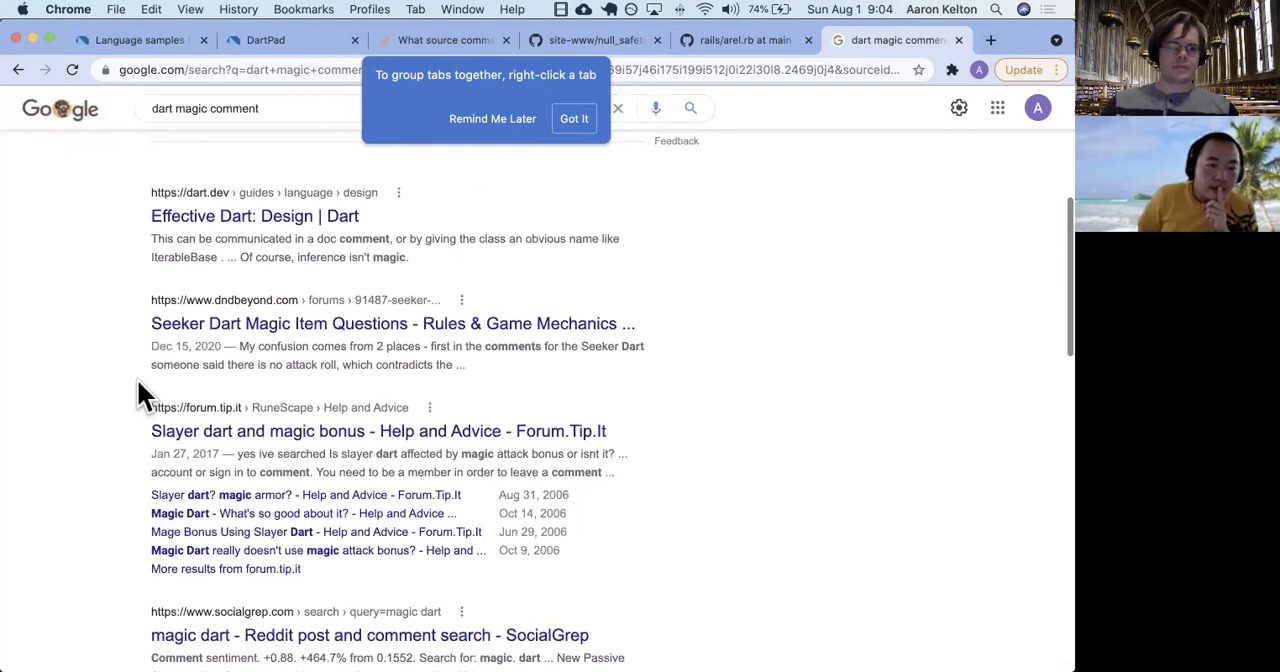 Chrome File Edit View History Bookmarks Profiles Tab Window Help 74% Sun Aug 1 9:04 Aaron Kelton
Language samples DartPad What source comme site-www/null_safety rails/arel.rb at main dart magic commen
google.com/search?q=dart+magic+commen 69i57j46i175i199i512j0i22i30l8.2469j0j4&sourceid... A Update
To group tabs together, right-click a tab
Remind Me Later Got It
Google dart magic comment A
Feedback
https://dart.dev › guides › language › design
Effective Dart: Design | Dart
This can be communicated in a doc comment, or by giving the class an obvious name like
IterableBase . ... Of course, inference isn't magic.
https://www.dndbeyond.com › forums › 91487-seeker-...
Seeker Dart Magic Item Questions - Rules & Game Mechanics ...
Dec 15, 2020 — My confusion comes from 2 places - first in the comments for the Seeker Dart
someone said there is no attack roll, which contradicts the ...
https://forum.tip.it › RuneScape › Help and Advice
Slayer dart and magic bonus - Help and Advice - Forum.Tip.It
Jan 27, 2017 — yes ive searched Is slayer dart affected by magic attack bonus or isnt it? ...
account or sign in to comment. You need to be a member in order to leave a comment ...
Slayer dart? magic armor? - Help and Advice - Forum.Tip.It Aug 31, 2006
Magic Dart - What's so good about it? - Help and Advice ... Oct 14, 2006
Mage Bonus Using Slayer Dart - Help and Advice - Forum.Tip.It Jun 29, 2006
Magic Dart really doesn't use magic attack bonus? - Help and ... Oct 9, 2006
More results from forum.tip.it
https://www.socialgrep.com › search › query=magic dart
magic dart - Reddit post and comment search - SocialGrep
Comment sentiment. +0.88. +464.7% from 0.1552. Search for: magic. dart ... New Passive